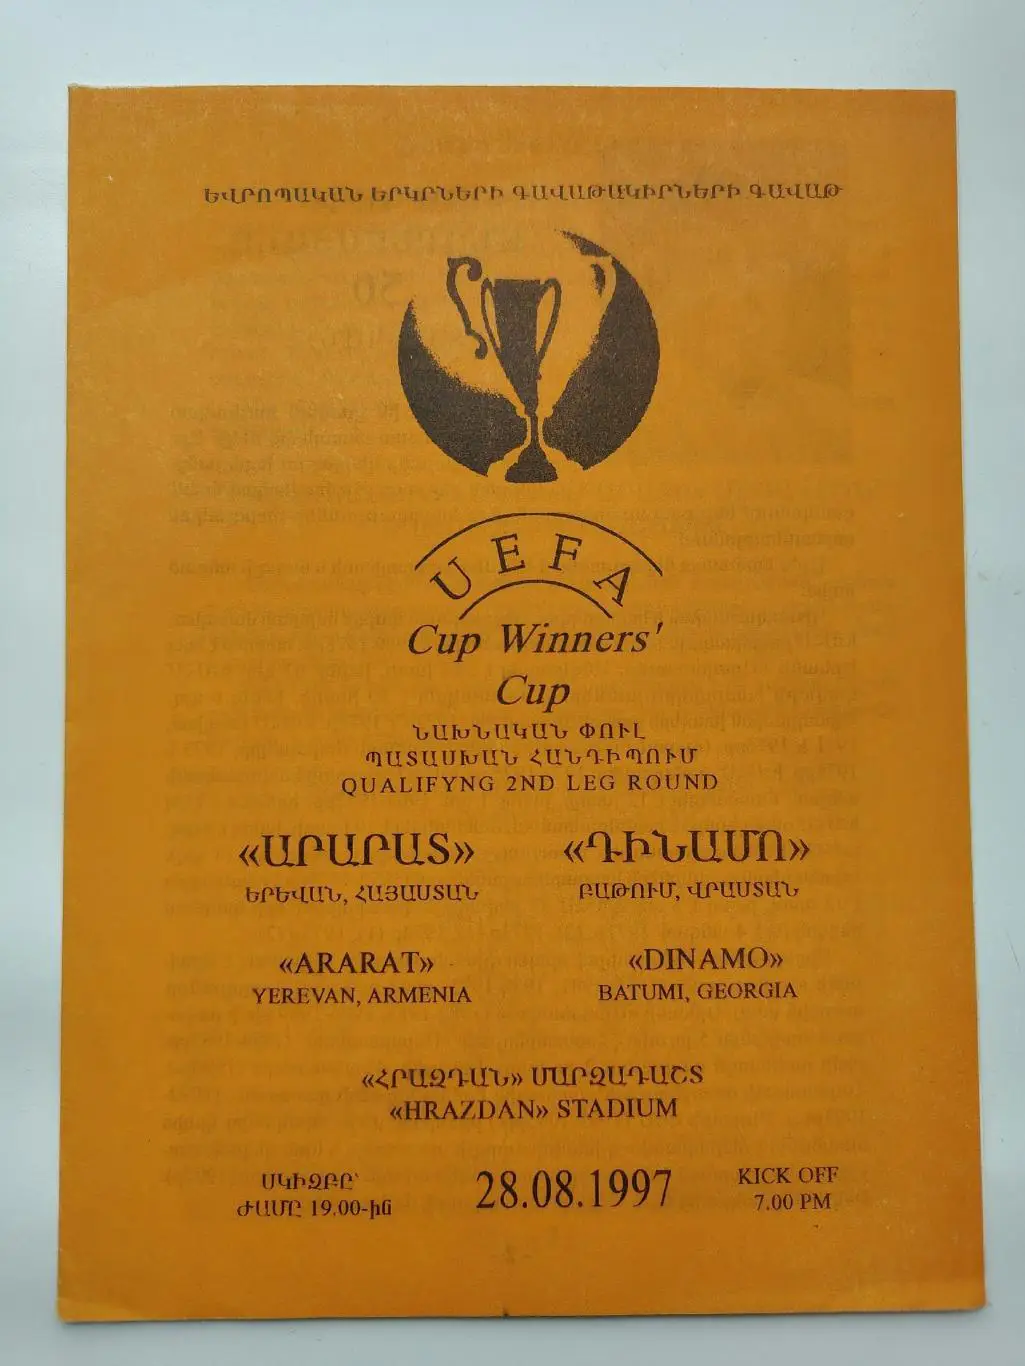 ԵՎՐՈՊԱԿԱՆ ԵՐԿՐՆԵՐԻ ԳԱՎԱԹԱԿԻՐՆԵՐԻ ԳԱՎԱԹ
UEFA
Cup Winners'
Cup
ՆԱԽՆԱԿԱՆ ՓՈՒԼ
ՊԱՏԱՍԽԱՆ ՀԱՆԴԻՊՈՒՄ
QUALIFYNG 2ND LEG ROUND
«ԱՐԱՐԱՏ» «ԴԻՆԱՄՈ»
ԵՐԵՎԱՆ, ՀԱՅԱՍՏԱՆ ԲԱԹՈՒՄ, ՎՐԱՍՏԱՆ
«ARARAT» «DINAMO»
YEREVAN, ARMENIA BATUMI, GEORGIA
«ՀՐԱԶԴԱՆ» ՄԱՐԶԱԴԱՇՏ
«HRAZDAN» STADIUM
ՍԿԻԶԲԸ՝ 28.08.1997 KICK OFF
ԺԱՄԸ 19.00-ին 7.00 PM